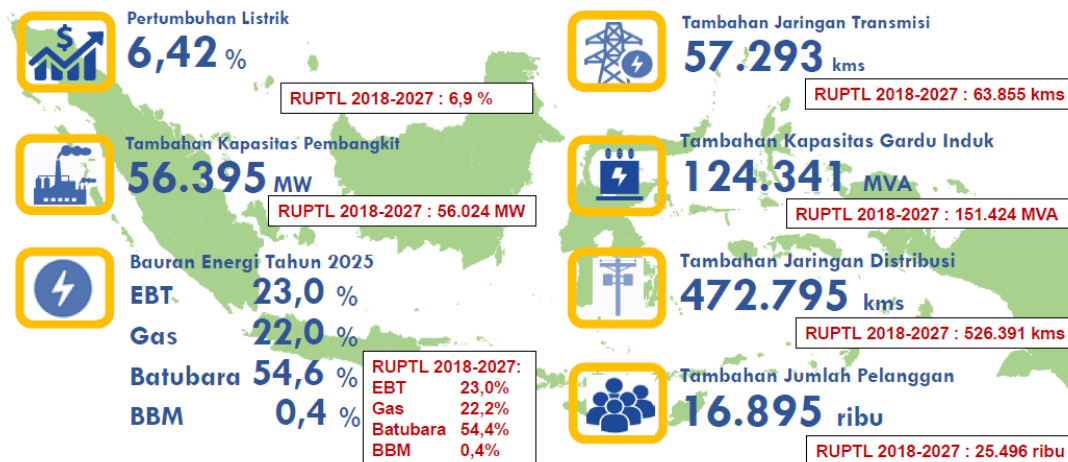 Pertumbuhan Listrik
6,42 %
RUPTL 2018-2027 : 6,9 %
Tambahan Kapasitas Pembangkit
56.395 MW
RUPTL 2018-2027 : 56.024 MW
Bauran Energi Tahun 2025
EBT 23,0 %
Gas 22,0 %
Batubara 54,6 %
BBM 0,4 %
RUPTL 2018-2027:
EBT 23,0%
Gas 22,2%
Batubara 54,4%
BBM 0,4%
Tambahan Jaringan Transmisi
57.293 kms
RUPTL 2018-2027 : 63.855 kms
Tambahan Kapasitas Gardu Induk
124.341 MVA
RUPTL 2018-2027 : 151.424 MVA
Tambahan Jaringan Distribusi
472.795 kms
RUPTL 2018-2027 : 526.391 kms
Tambahan Jumlah Pelanggan
16.895 ribu
RUPTL 2018-2027 : 25.496 ribu